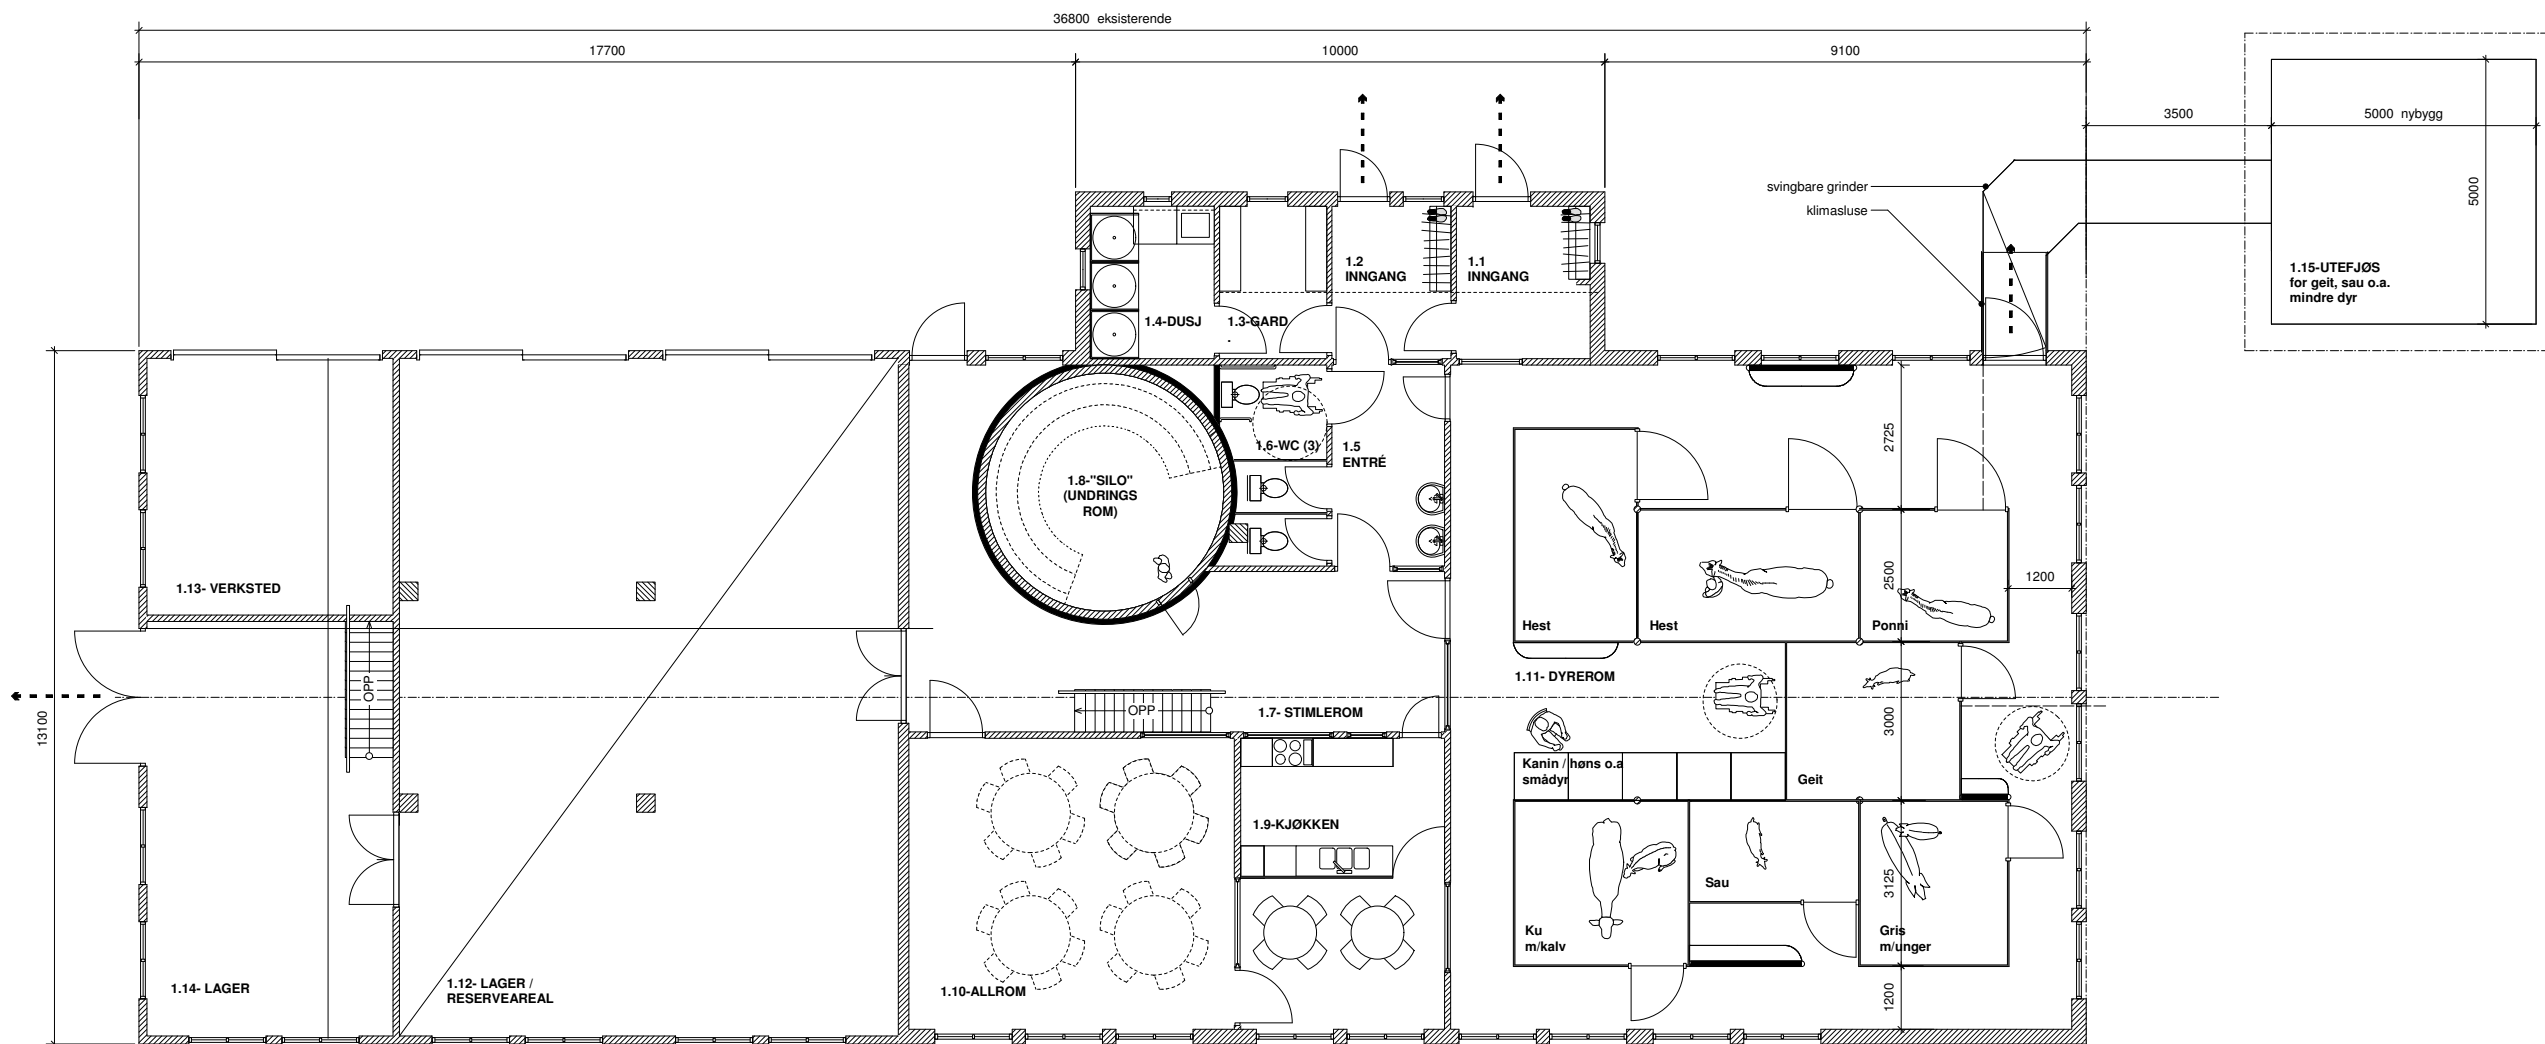 36800 eksisterende
17700
10000
9100
3500
5000 nybygg
5000
svingbare grinder
klimasluse
1.15-UTEFJØS
for geit, sau o.a.
mindre dyr
1.2
INNGANG
1.1
INNGANG
1.4-DUSJ
1.3-GARD
.
1.6-WC (3)
1.5
ENTRÉ
1.8-"SILO"
(UNDRINGS
ROM)
2725
2500
1200
1.13- VERKSTED
Hest
Hest
Ponni
1.11- DYREROM
OPP
OPP
1.7- STIMLEROM
13100
3000
Kanin / høns o.a
smådyr
Geit
1.9-KJØKKEN
Sau
3125
Ku
m/kalv
Gris
m/unger
1.14- LAGER
1.12- LAGER /
RESERVEAREAL
1.10-ALLROM
1200